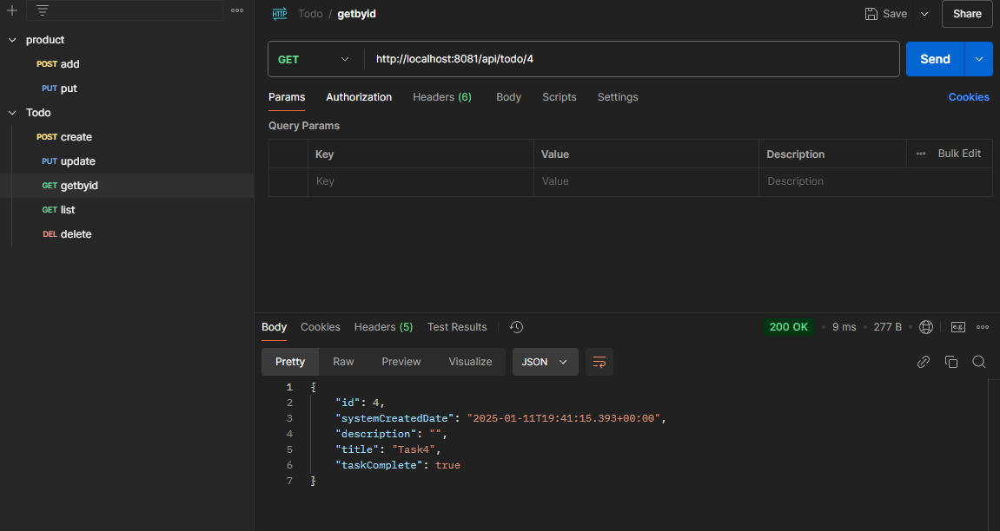 product
POST add
PUT put
Todo
POST create
PUT update
GET getbyid
GET list
DEL delete
HTTP Todo / getbyid Save Share
GET http://localhost:8081/api/todo/4 Send
Params Authorization Headers (6) Body Scripts Settings Cookies
Query Params
Key Value Description Bulk Edit
Key Value Description
Body Cookies Headers (5) Test Results 200 OK 9 ms 277 B e.g.
Pretty Raw Preview Visualize JSON
1 {
2 "id": 4,
3 "systemCreatedDate": "2025-01-11T19:41:15.393+00:00",
4 "description": "",
5 "title": "Task4",
6 "taskComplete": true
7 }